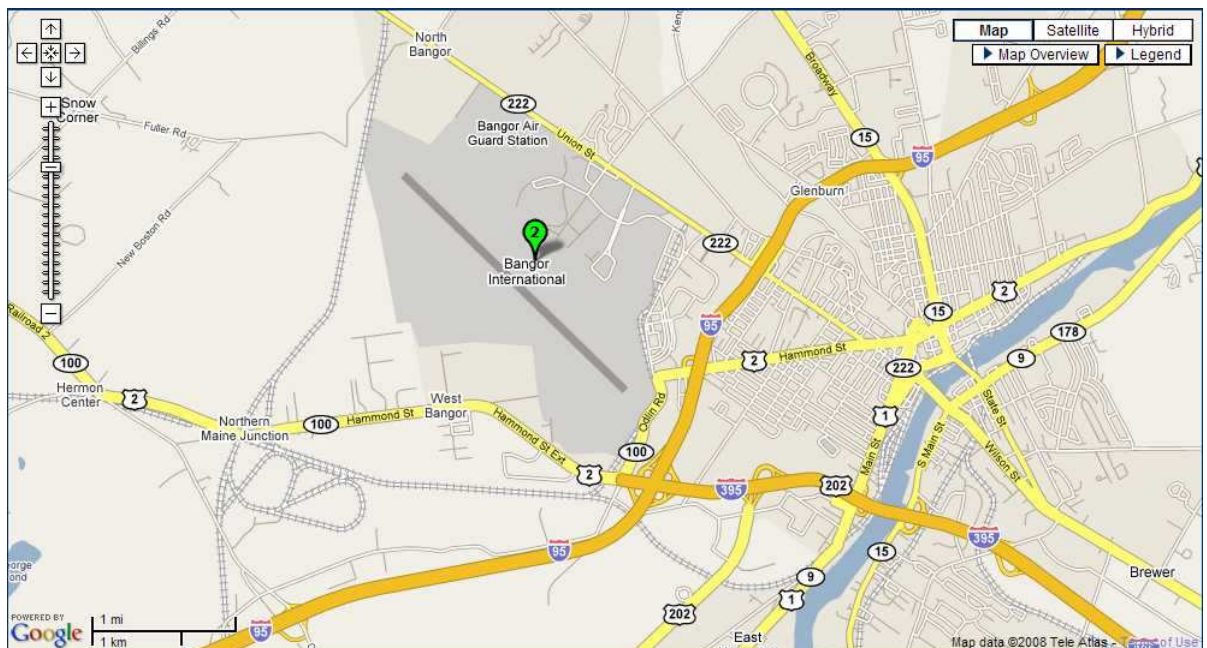 Map
Satellite
Hybrid
Map Overview
Legend
Billings Rd
North
Bangor
Broadway
Snow
Corner
Fuller Rd
222
Bangor Air
Guard Station
Union St
15
95
Glenburn
New Boston Rd
2
Bangor
International
222
2
15
95
178
Railroad 2
100
Hammond St
2
222
9
Hermon
Center
2
West
Bangor
Odlin Rd
1
State St
Northern
Maine Junction
100
Hammond St
Hammond St Ext
100
Main St
S Main St
Wilson St
2
395
202
95
15
395
Brewer
9
1
202
95
East
POWERED BY
Google
1 mi
1 km
Map data ©2008 Tele Atlas - Terms of Use